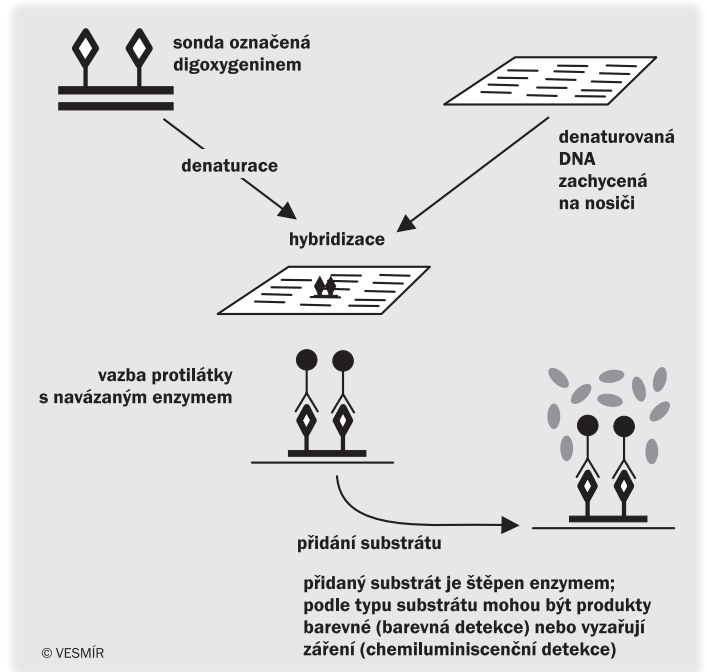 sonda označená
digoxygeninem
denaturovaná
DNA
zachycená
na nosiči
denaturace
hybridizace
vazba protilátky
s navázaným enzymem
přidání substrátu
přidaný substrát je štěpen enzymem;
podle typu substrátu mohou být produkty
barevné (barevná detekce) nebo vyzařují
záření (chemiluminiscenční detekce)
© VESMÍR